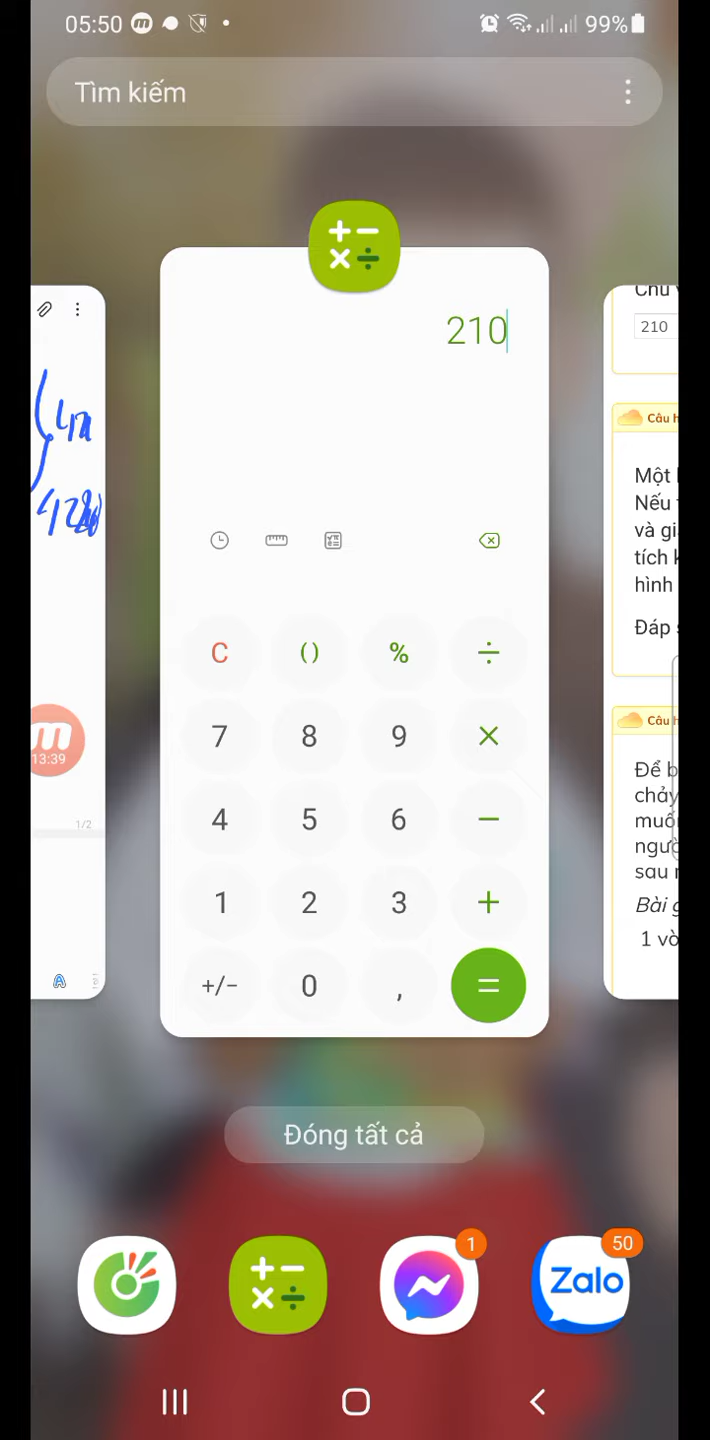 05:50
99%
Tìm kiếm
210
13:39
1/2
210
Câu h
Một
Nếu
và gi
tích k
hình
Đáp s
Câu h
Để b
chảy
muố
ngườ
sau
Bài g
1 vò
C
()
%
÷
7
8
9
×
4
5
6
−
1
2
3
+
+/−
0
,
=
Đóng tất cả
1
50
Zalo